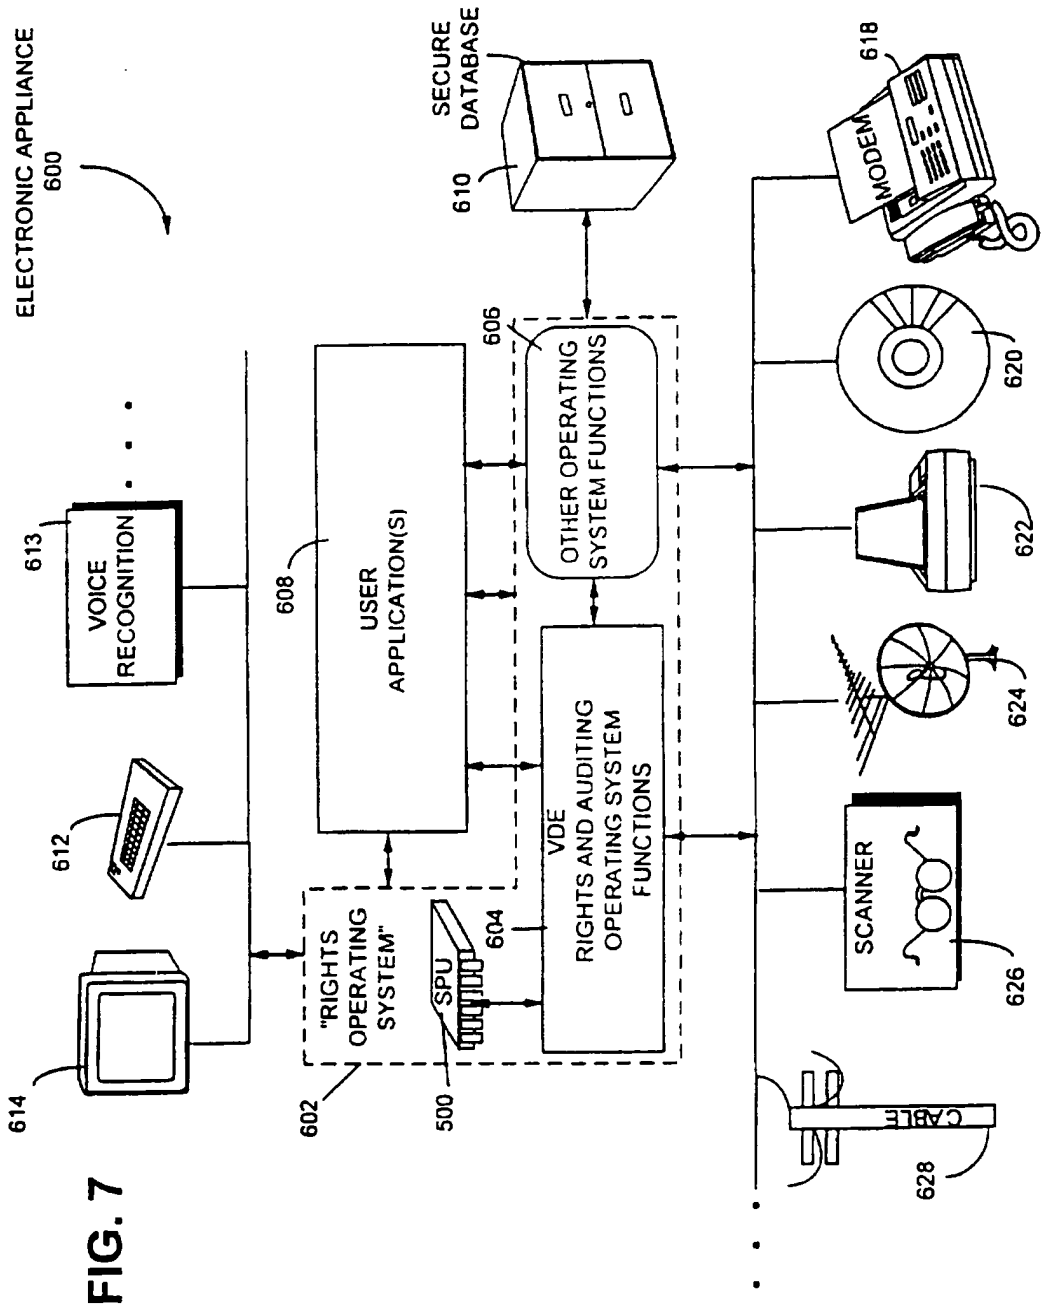 FIG. 7
ELECTRONIC APPLIANCE
600
614
612
613
VOICE
RECOGNITION
602
"RIGHTS
OPERATING
SYSTEM"
608
USER
APPLICATION(S)
500
SPU
604
VDE
RIGHTS AND AUDITING
OPERATING SYSTEM
FUNCTIONS
606
OTHER OPERATING
SYSTEM FUNCTIONS
610
SECURE
DATABASE
628
CABLE
626
SCANNER
624
622
620
618
MODEM